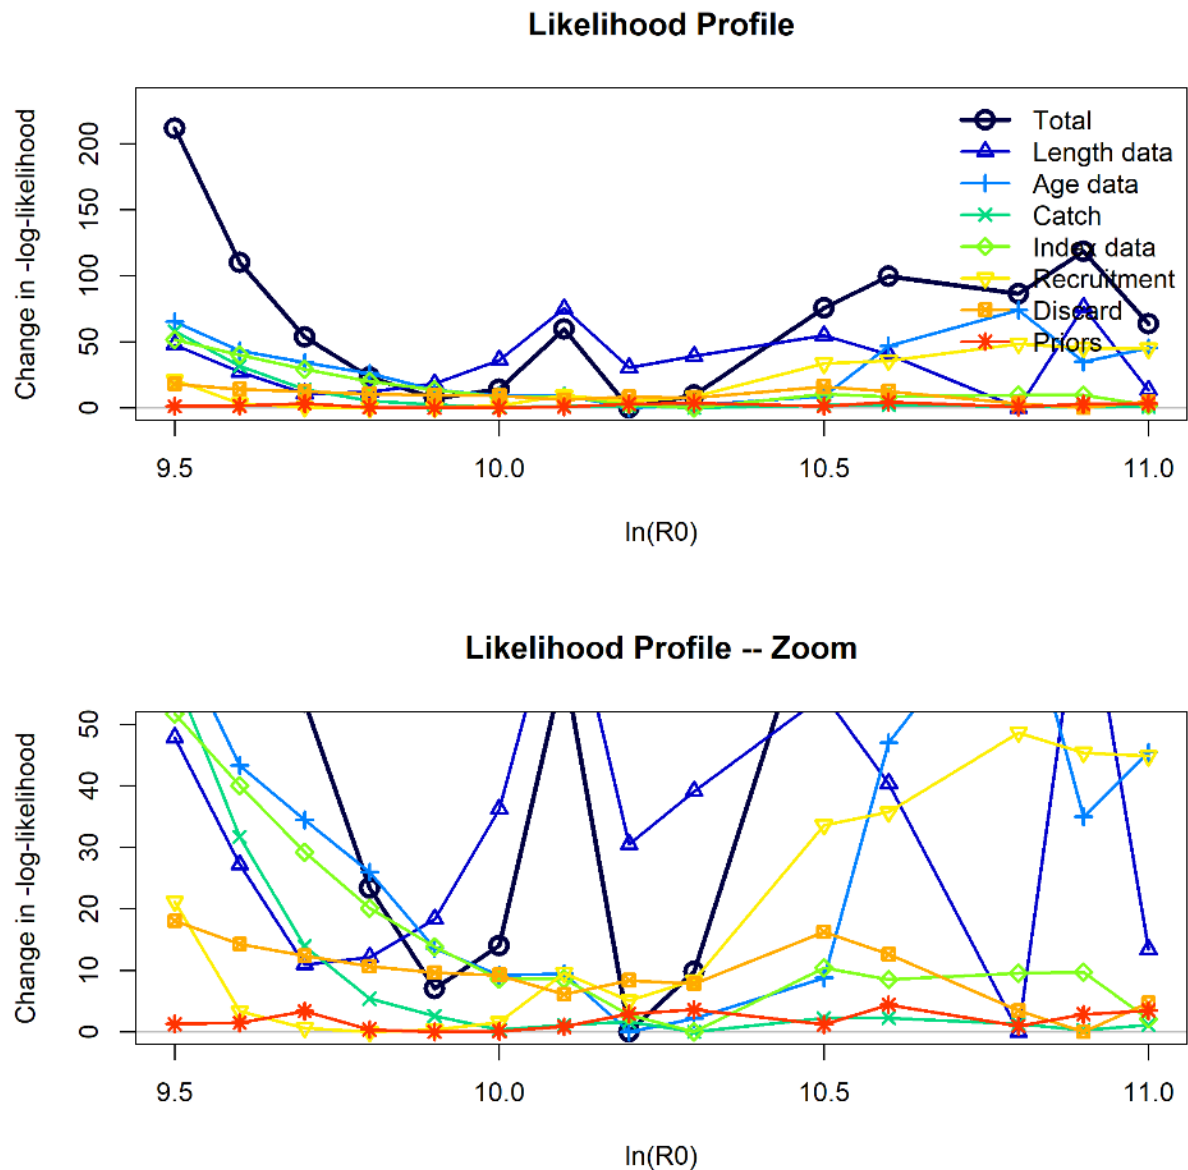 Likelihood Profile
Change in -log-likelihood
200
150
100
50
0
Total
Length data
Age data
Catch
Index data
Recruitment
Discard
Priors
9.5 10.0 10.5 11.0
ln(R0)
Likelihood Profile -- Zoom
Change in -log-likelihood
50
40
30
20
10
0
9.5 10.0 10.5 11.0
ln(R0)